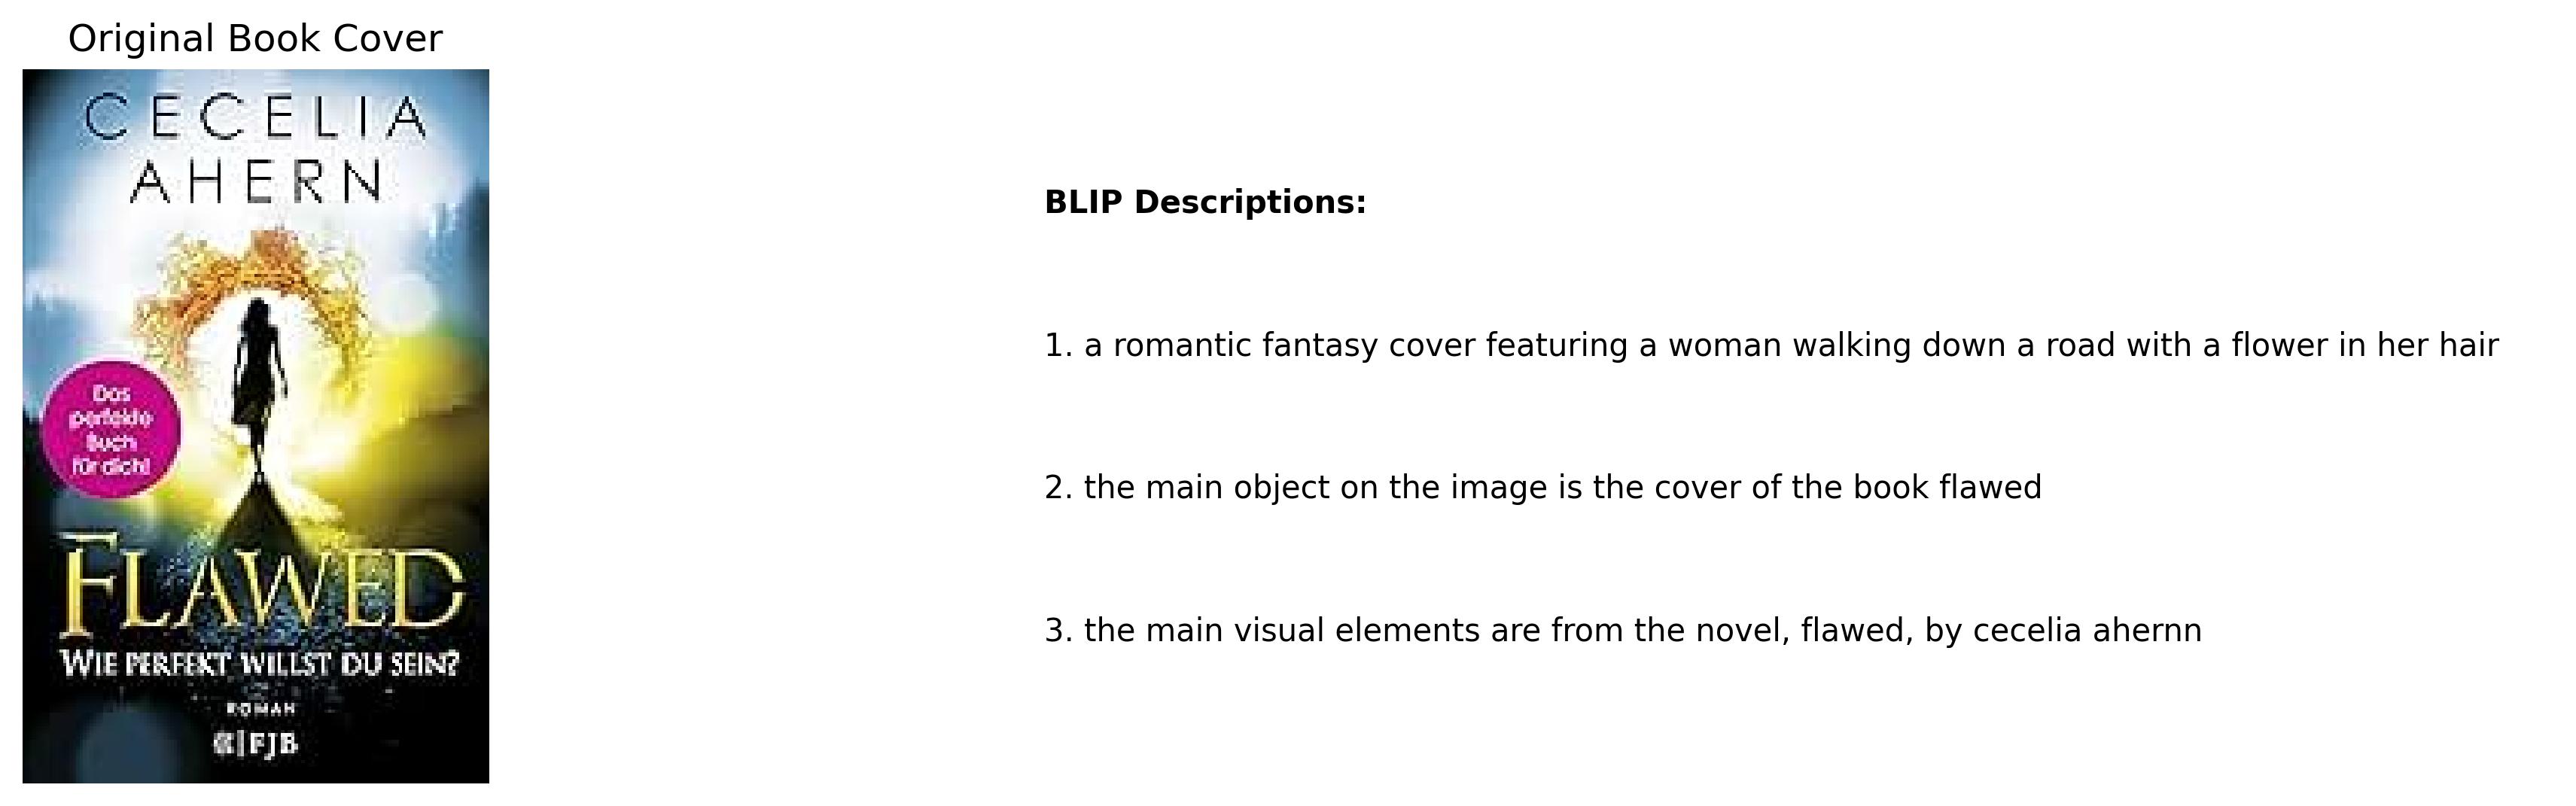 Original Book Cover
CECELIA
AHERN
Das
perfekte
Buch
für dich!
FLAWED
WIE PERFEKT WILLST DU SEIN?
ROMAN
FJB
BLIP Descriptions:
1. a romantic fantasy cover featuring a woman walking down a road with a flower in her hair
2. the main object on the image is the cover of the book flawed
3. the main visual elements are from the novel, flawed, by cecelia ahernn